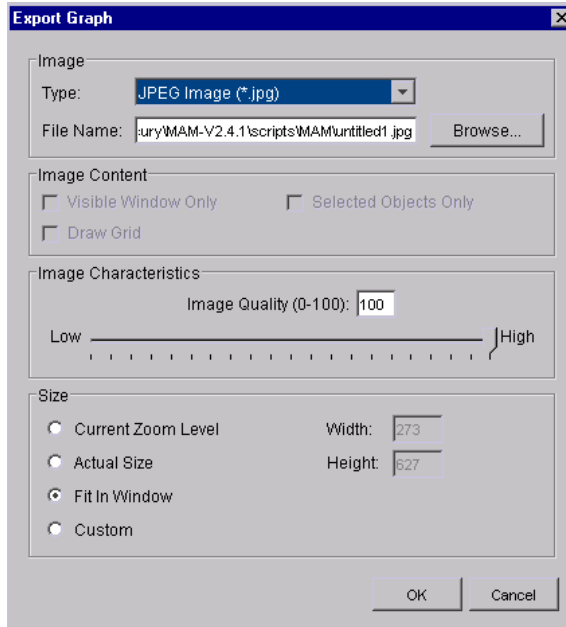 Export Graph
Image
Type: JPEG Image (*.jpg)
File Name: :ury\MAM-V2.4.1\scripts\MAM\untitled1.jpg Browse...
Image Content
Visible Window Only Selected Objects Only
Draw Grid
Image Characteristics
Image Quality (0-100): 100
Low High
Size
Current Zoom Level Width: 273
Actual Size Height: 627
Fit In Window
Custom
OK Cancel